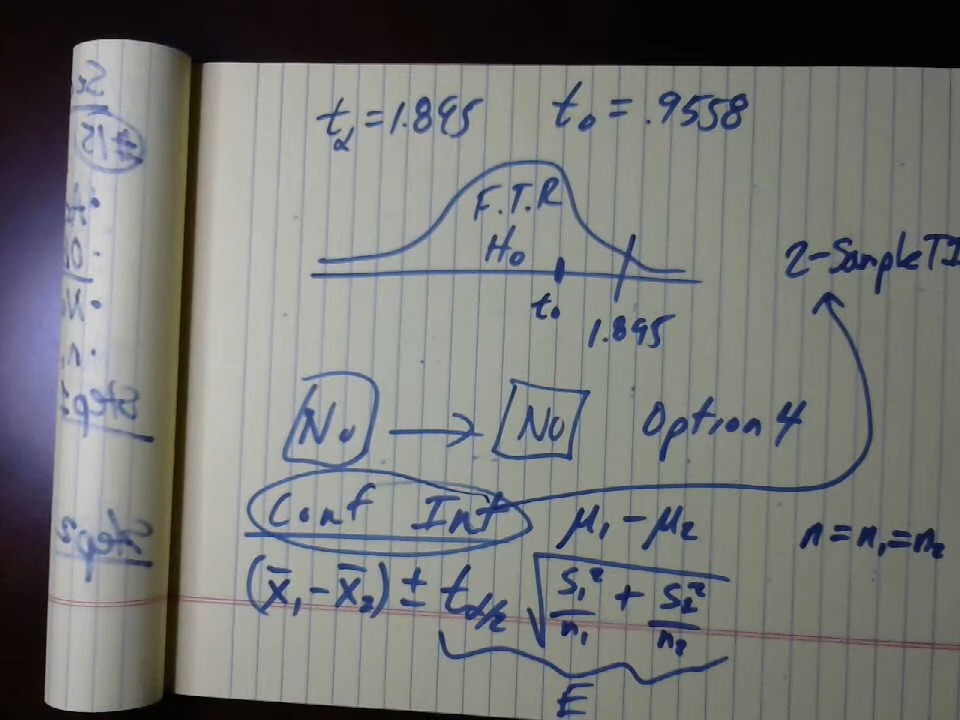 tα = 1.895 t₀ = .9558
F.T.R
H₀
2-SampleTI
t₀
1.895
No → No Option 4
Conf Int μ₁ - μ₂ n = n₁ = n₂
(x̄₁ - x̄₂) ± t_α/2 √(s₁²/n₁ + s₂²/n₂)
E